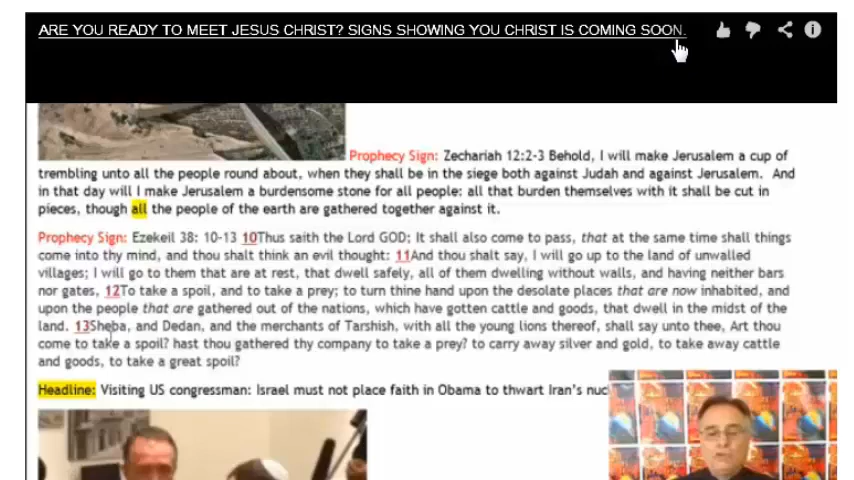 ARE YOU READY TO MEET JESUS CHRIST? SIGNS SHOWING YOU CHRIST IS COMING SOON.
Prophecy Sign: Zechariah 12:2-3 Behold, I will make Jerusalem a cup of
trembling unto all the people round about, when they shall be in the siege both against Judah and against Jerusalem. And
in that day will I make Jerusalem a burdensome stone for all people: all that burden themselves with it shall be cut in
pieces, though all the people of the earth are gathered together against it.
Prophecy Sign: Ezekeil 38: 10-13 10Thus saith the Lord GOD; It shall also come to pass, that at the same time shall things
come into thy mind, and thou shalt think an evil thought: 11And thou shalt say, I will go up to the land of unwalled
villages; I will go to them that are at rest, that dwell safely, all of them dwelling without walls, and having neither bars
nor gates, 12To take a spoil, and to take a prey; to turn thine hand upon the desolate places that are now inhabited, and
upon the people that are gathered out of the nations, which have gotten cattle and goods, that dwell in the midst of the
land. 13Sheba, and Dedan, and the merchants of Tarshish, with all the young lions thereof, shall say unto thee, Art thou
come to take a spoil? hast thou gathered thy company to take a prey? to carry away silver and gold, to take away cattle
and goods, to take a great spoil?
Headline: Visiting US congressman: Israel must not place faith in Obama to thwart Iran's nuc